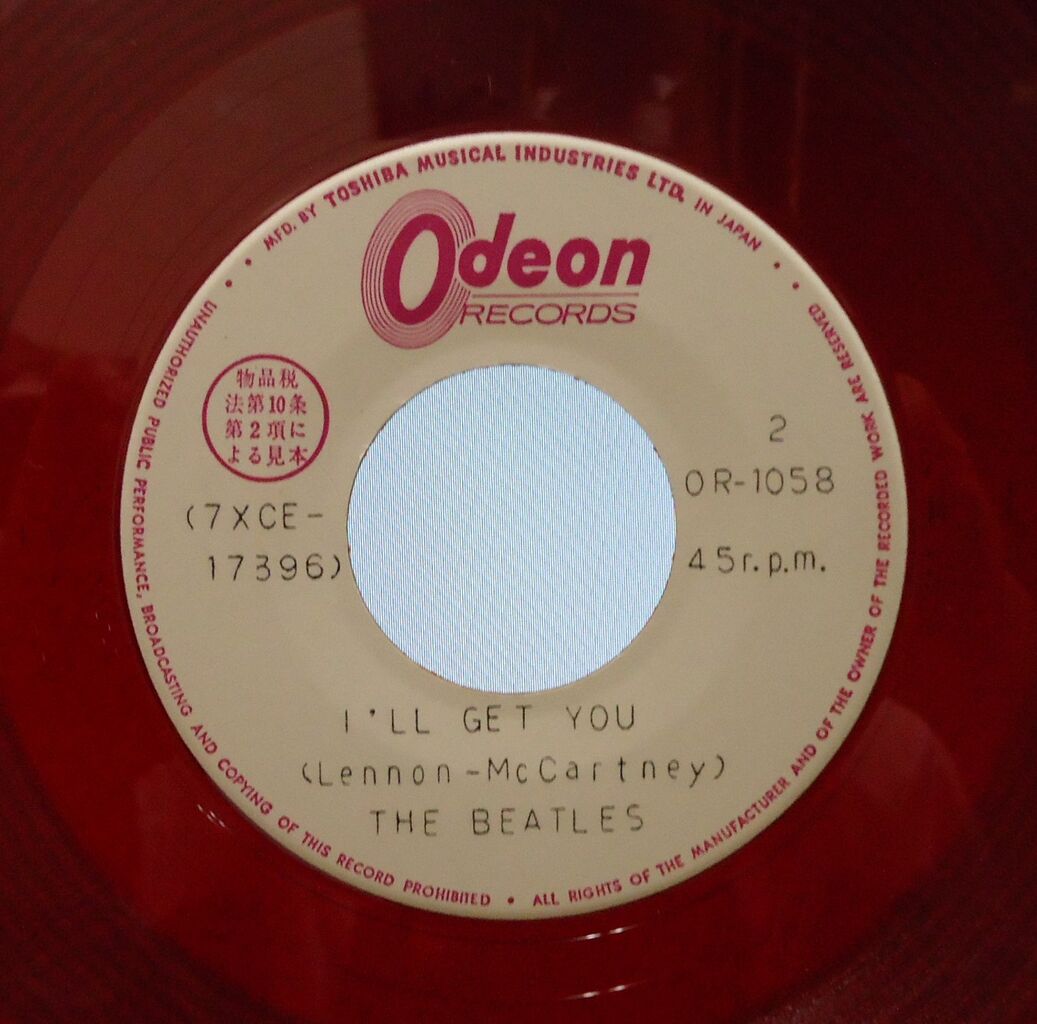 MFD. BY TOSHIBA MUSICAL INDUSTRIES LTD. IN JAPAN
Odeon
RECORDS
物品税
法第10条
第2項に
よる見本
2
OR-1058
(7XCE-
17396)
45r.p.m.
I'LL GET YOU
(Lennon-McCartney)
THE BEATLES
UNAUTHORIZED PUBLIC PERFORMANCE, BROADCASTING AND COPYING OF THIS RECORD PROHIBITED • ALL RIGHTS OF THE MANUFACTURER AND OF THE OWNER OF THE RECORDED WORK ARE RESERVED